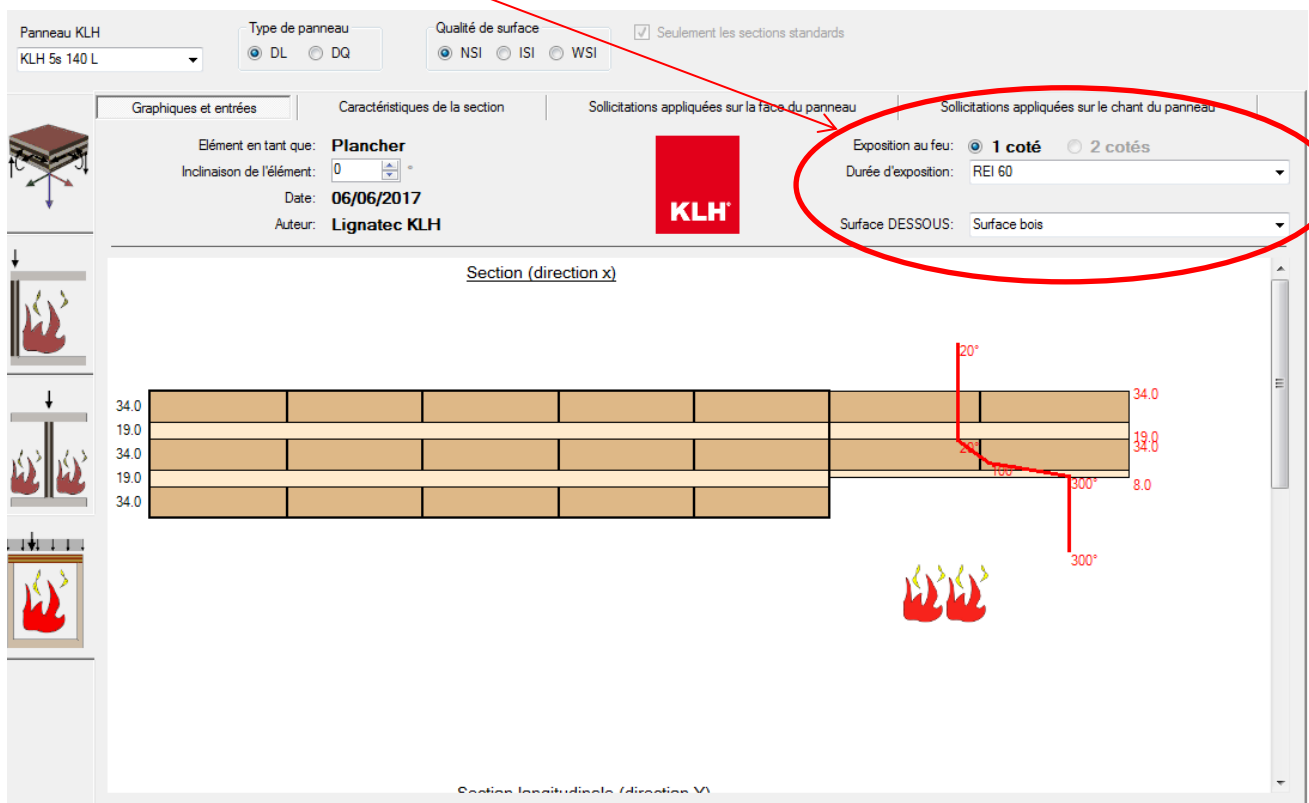 Panneau KLH
KLH 5s 140 L
Type de panneau
DL DQ
Qualité de surface
NSI ISI WSI
Seulement les sections standards
Graphiques et entrées
Caractéristiques de la section
Sollicitations appliquées sur la face du panneau
Sollicitations appliquées sur le chant du panneau
Elément en tant que: Plancher
Inclinaison de l'élément: 0 °
Date: 06/06/2017
Auteur: Lignatec KLH
KLH®
Exposition au feu: 1 coté 2 cotés
Durée d'exposition: REI 60
Surface DESSOUS: Surface bois
Section (direction x)
20°
34.0
34.0
19.0
19.0
34.0
34.0
20°
100°
19.0
300°
8.0
34.0
300°
Section longitudinale (direction Y)